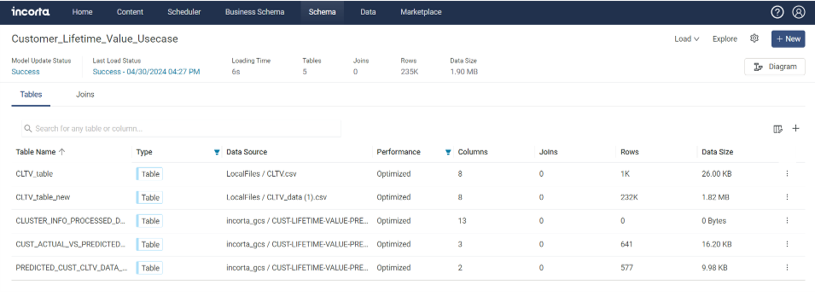 incorta Home Content Scheduler Business Schema Schema Data Marketplace
Customer_Lifetime_Value_Usecase Load Explore + New
Model Update Status Last Load Status Loading Time Tables Joins Rows Data Size
Success Success - 04/30/2024 04:27 PM 6s 5 0 235K 1.90 MB Diagram
Tables Joins
Search for any table or column...
Table Name Type Data Source Performance Columns Joins Rows Data Size
CLTV_table Table LocalFiles / CLTV.csv Optimized 8 0 1K 26.00 KB
CLTV_table_new Table LocalFiles / CLTV_data (1).csv Optimized 8 0 232K 1.82 MB
CLUSTER_INFO_PROCESSED_D... Table incorta_gcs / CUST-LIFETIME-VALUE-PRE... Optimized 13 0 0 0 Bytes
CUST_ACTUAL_VS_PREDICTED... Table incorta_gcs / CUST-LIFETIME-VALUE-PRE... Optimized 3 0 641 16.20 KB
PREDICTED_CUST_CLTV_DATA_... Table incorta_gcs / CUST-LIFETIME-VALUE-PRE... Optimized 2 0 577 9.98 KB